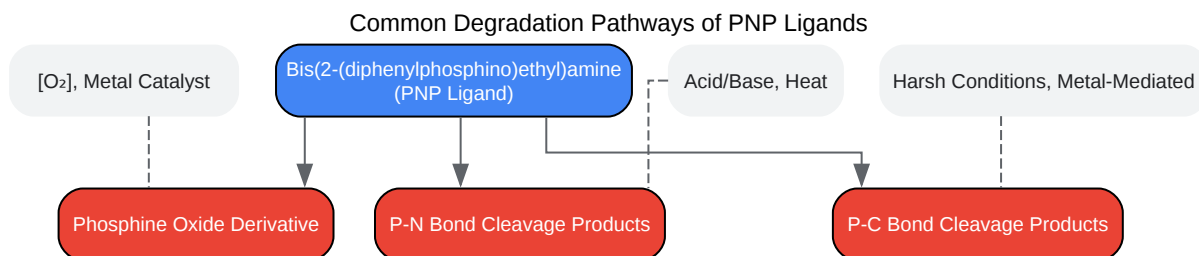 Common Degradation Pathways of PNP Ligands
[O₂], Metal Catalyst
Bis(2-(diphenylphosphino)ethyl)amine
(PNP Ligand)
Acid/Base, Heat
Harsh Conditions, Metal-Mediated
Phosphine Oxide Derivative
P-N Bond Cleavage Products
P-C Bond Cleavage Products